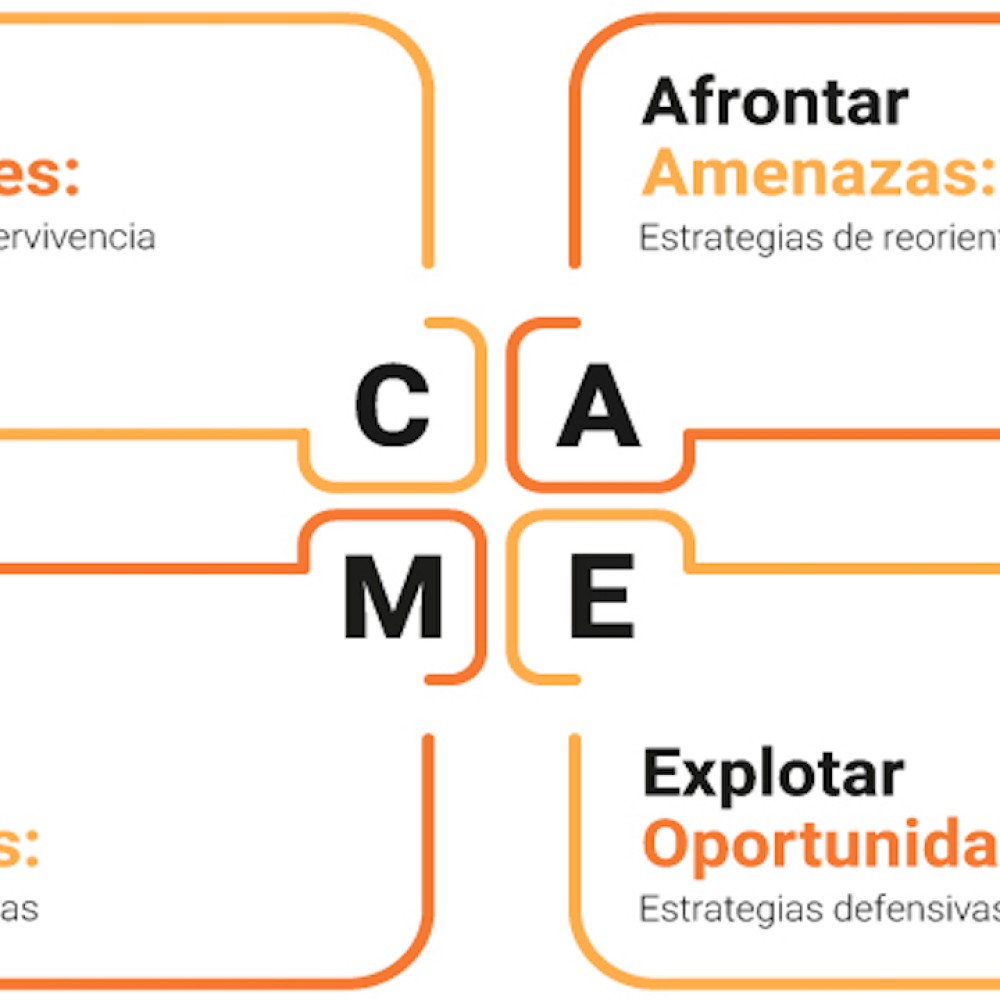 es:
ervivencia
Afrontar
Amenazas:
Estrategias de reorient
C A
M E
s:
as
Explotar
Oportunida
Estrategias defensivas